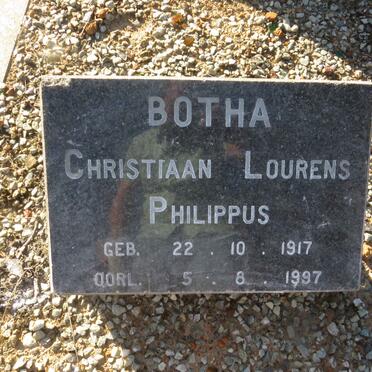 BOTHA
CHRISTIAAN LOURENS
PHILIPPUS
GEB. 22 . 10 . 1917
OORL. 5 . 8 . 1997